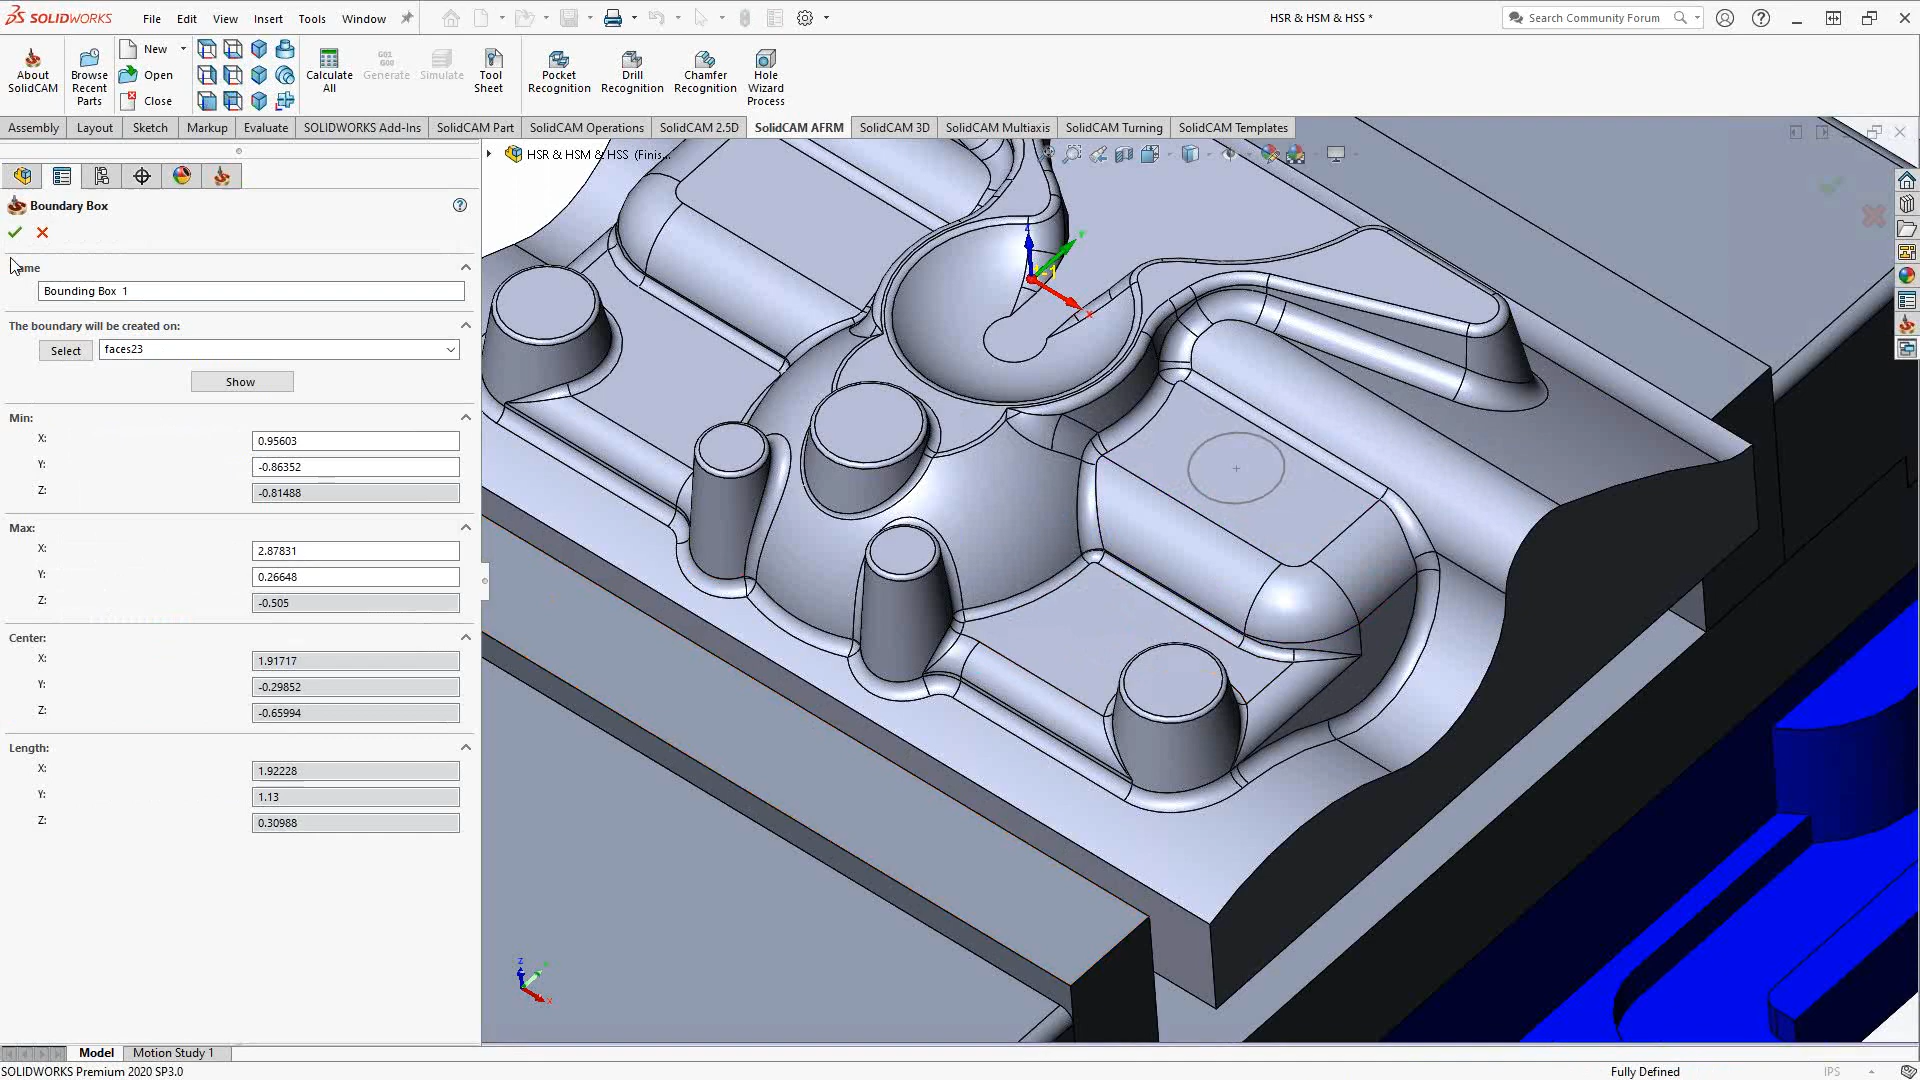 SOLIDWORKS
File Edit View Insert Tools Window
HSR & HSM & HSS *
Search Community Forum
About SolidCAM
Browse Recent Parts
New
Open
Close
Calculate All
G01 G00
Generate
Simulate
Tool Sheet
Pocket Recognition
Drill Recognition
Chamfer Recognition
Hole Wizard Process
Assembly Layout Sketch Markup Evaluate SOLIDWORKS Add-Ins SolidCAM Part SolidCAM Operations SolidCAM 2.5D SolidCAM AFRM SolidCAM 3D SolidCAM Multiaxis SolidCAM Turning SolidCAM Templates
HSR & HSM & HSS (Finis...
Boundary Box
ame
Bounding Box 1
The boundary will be created on:
Select faces23
Show
Min:
X: 0.95603
Y: -0.86352
Z: -0.81488
Max:
X: 2.87831
Y: 0.26648
Z: -0.505
Center:
X: 1.91717
Y: -0.29852
Z: -0.65994
Length:
X: 1.92228
Y: 1.13
Z: 0.30988
Z
X
Model Motion Study 1
SOLIDWORKS Premium 2020 SP3.0
Fully Defined
IPS